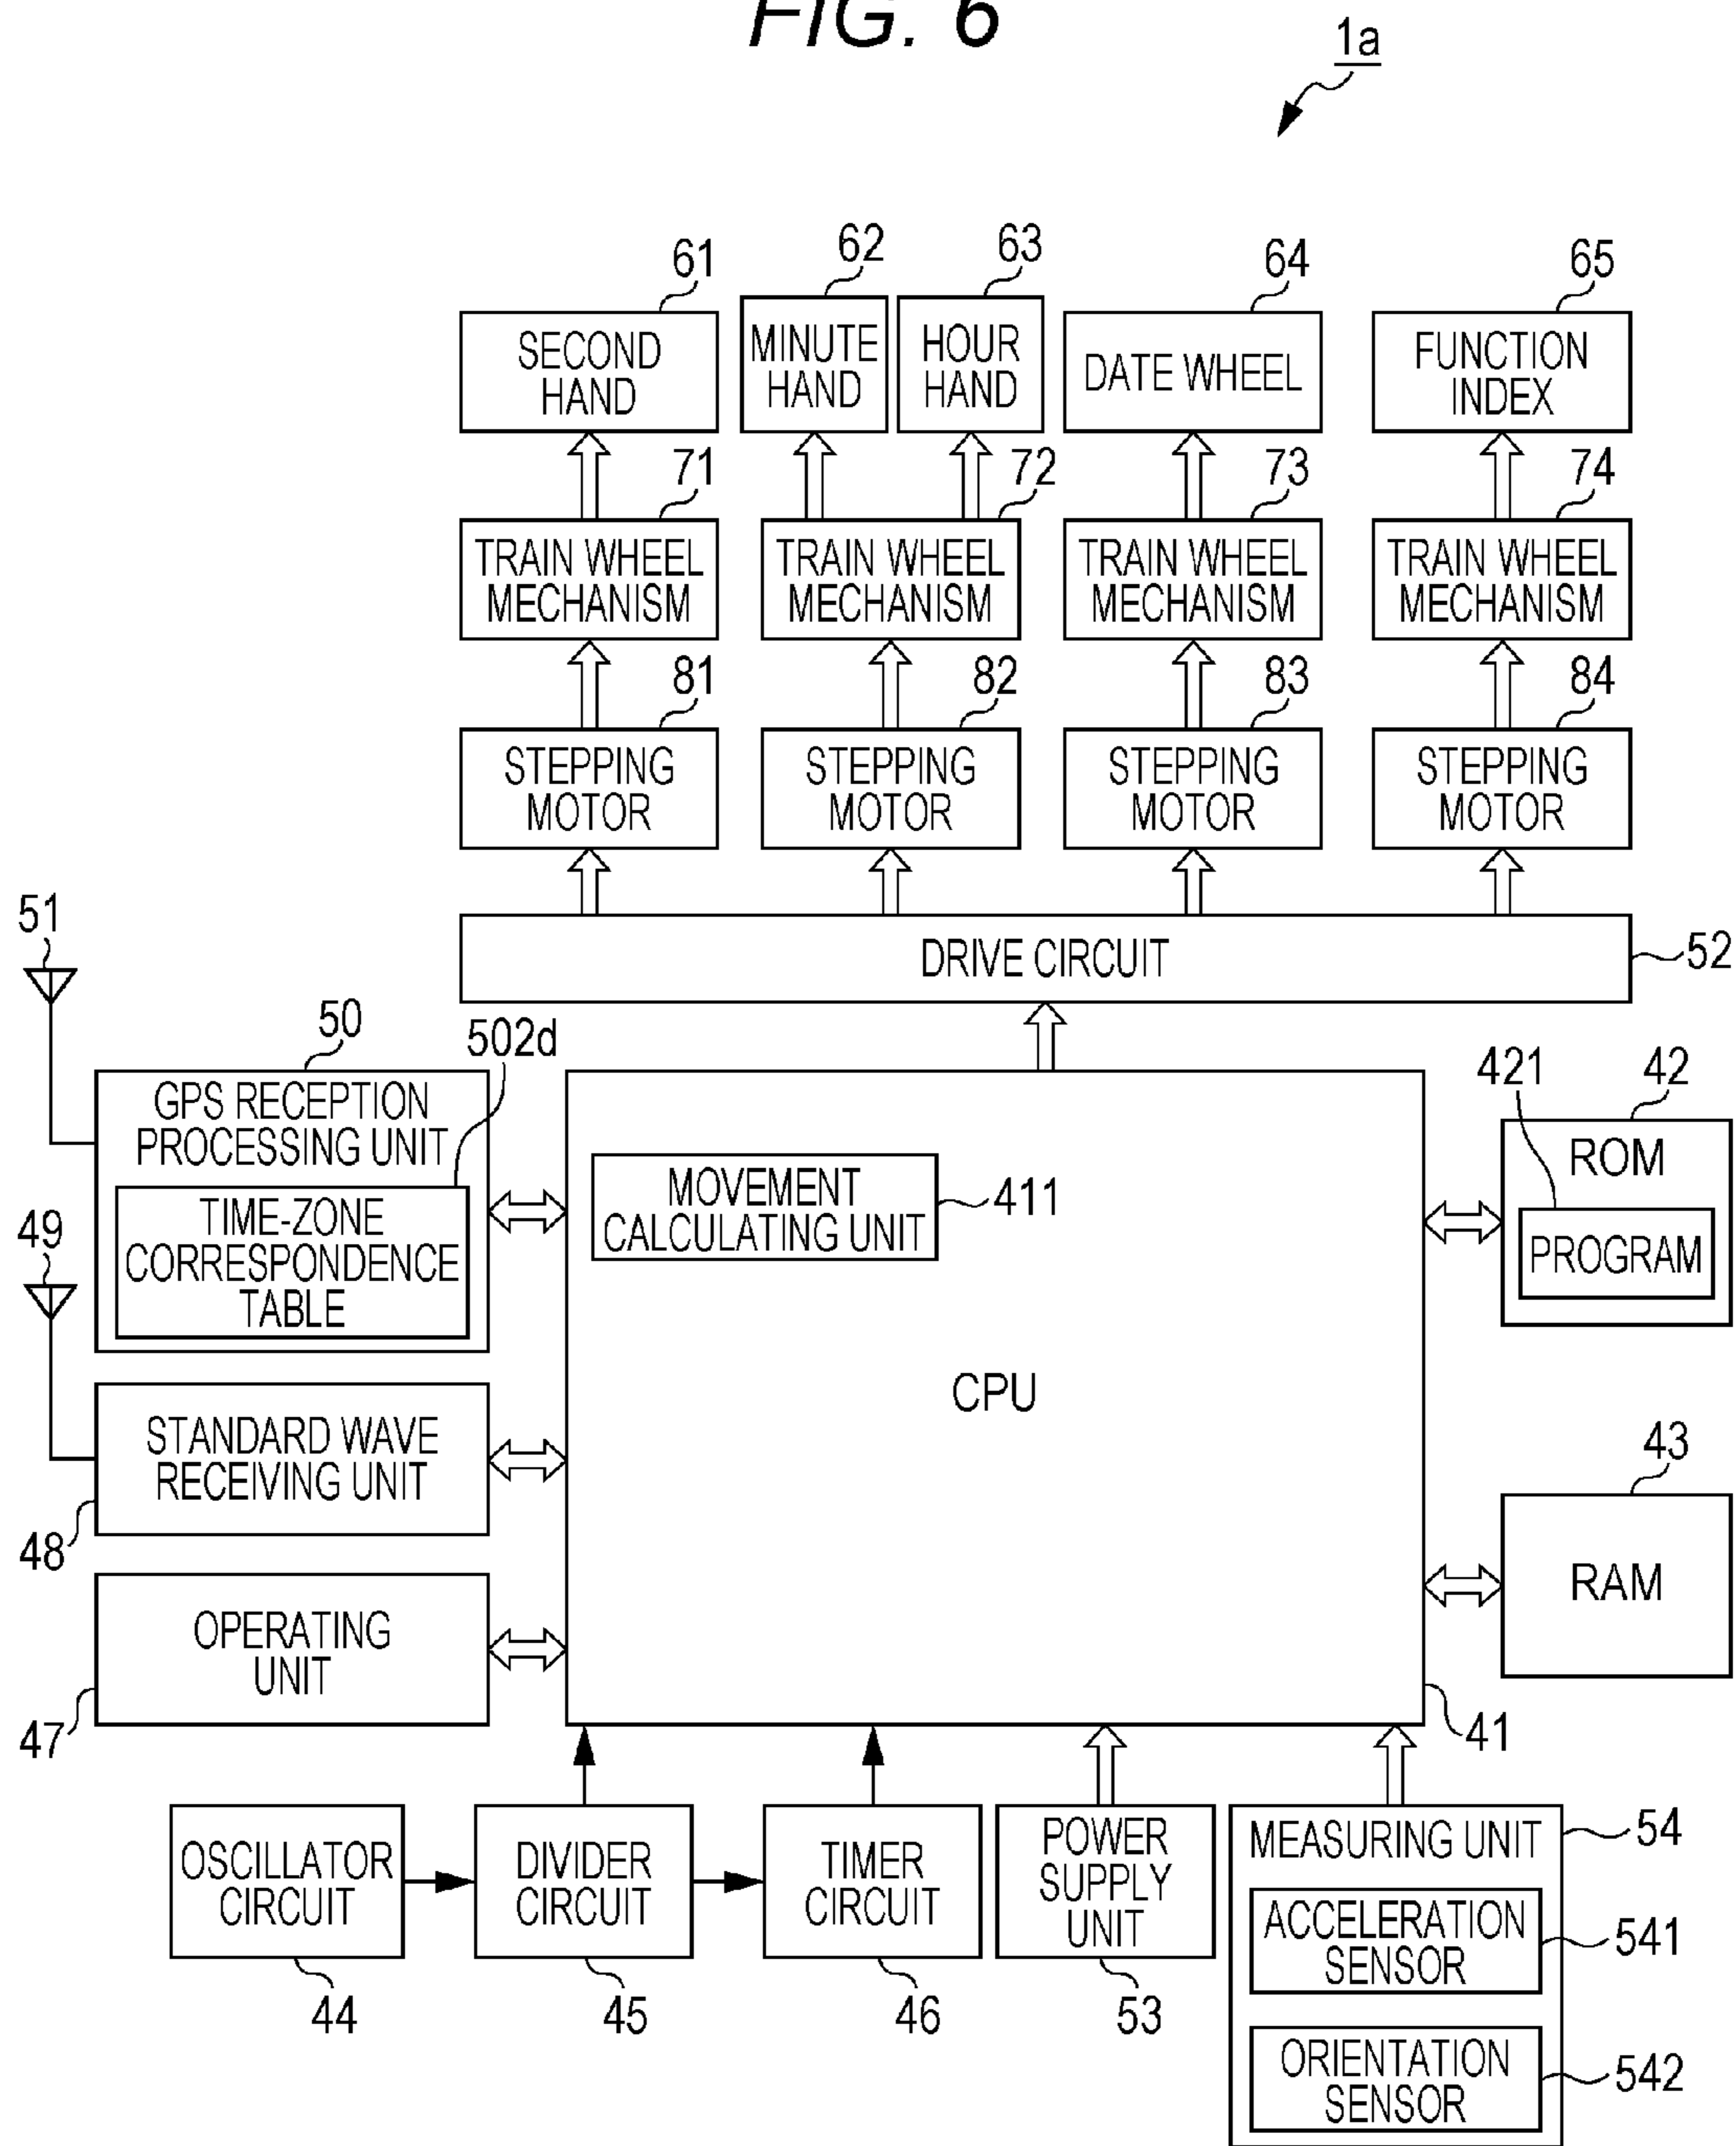 FIG. 6
1a
61
62
63
64
65
SECOND
HAND
MINUTE
HAND
HOUR
HAND
DATE WHEEL
FUNCTION
INDEX
71
72
73
74
TRAIN WHEEL
MECHANISM
TRAIN WHEEL
MECHANISM
TRAIN WHEEL
MECHANISM
TRAIN WHEEL
MECHANISM
81
82
83
84
STEPPING
MOTOR
STEPPING
MOTOR
STEPPING
MOTOR
STEPPING
MOTOR
DRIVE CIRCUIT
52
51
50
502d
GPS RECEPTION
PROCESSING UNIT
TIME-ZONE
CORRESPONDENCE
TABLE
49
STANDARD WAVE
RECEIVING UNIT
48
OPERATING
UNIT
47
MOVEMENT
CALCULATING UNIT
411
CPU
41
421
42
ROM
PROGRAM
43
RAM
OSCILLATOR
CIRCUIT
44
DIVIDER
CIRCUIT
45
TIMER
CIRCUIT
46
POWER
SUPPLY
UNIT
53
MEASURING UNIT
54
ACCELERATION
SENSOR
541
ORIENTATION
SENSOR
542